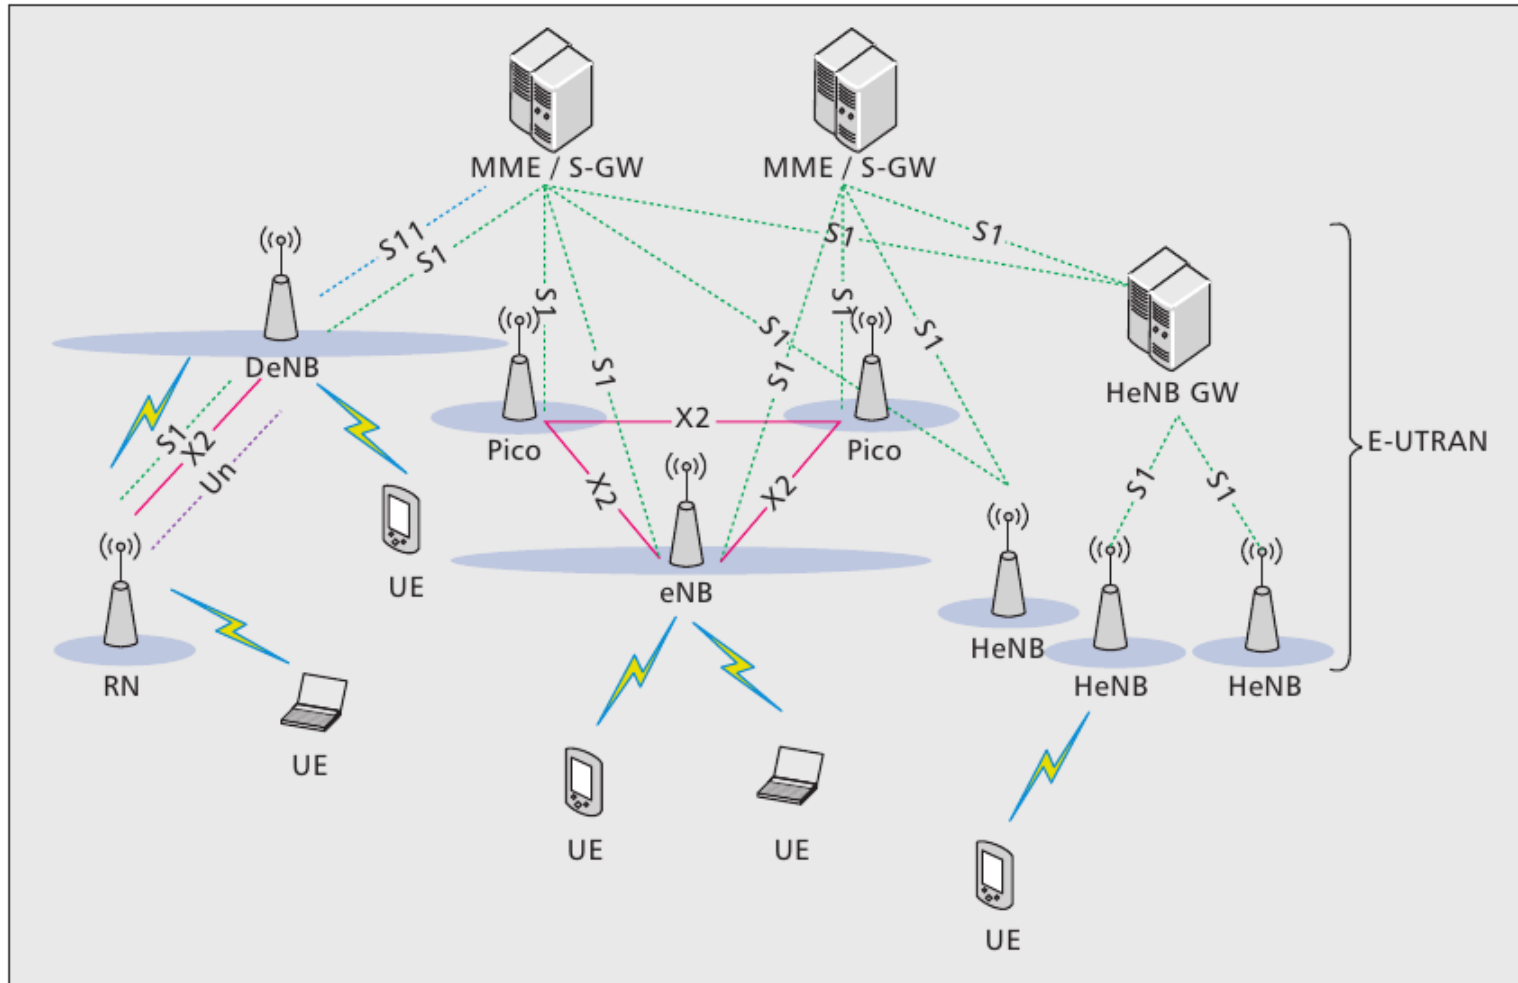 MME / S-GW
MME / S-GW
S11
S1
S1
S1
DeNB
S1
S1
S1
S1
S1
S1
HeNB GW
Pico
X2
Pico
E-UTRAN
S1
X2
Un
X2
X2
S1
S1
UE
eNB
HeNB
RN
HeNB
HeNB
UE
UE
UE
UE